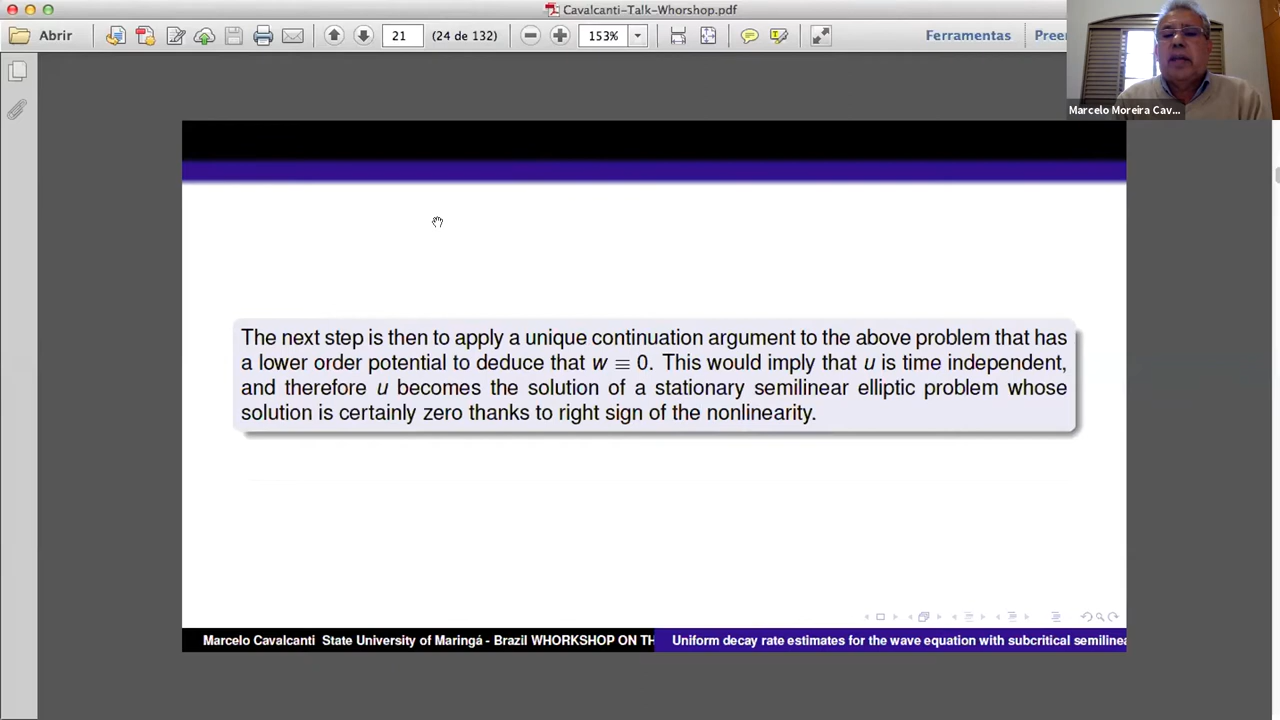 Cavalcanti-Talk-Whorshop.pdf
Abrir
21
(24 de 132)
153%
Ferramentas
Marcelo Moreira Cav...
The next step is then to apply a unique continuation argument to the above problem that has
a lower order potential to deduce that w ≡ 0. This would imply that u is time independent,
and therefore u becomes the solution of a stationary semilinear elliptic problem whose
solution is certainly zero thanks to right sign of the nonlinearity.
Marcelo Cavalcanti State University of Maringá - Brazil WHORKSHOP ON
Uniform decay rate estimates for the wave equation with subcritical